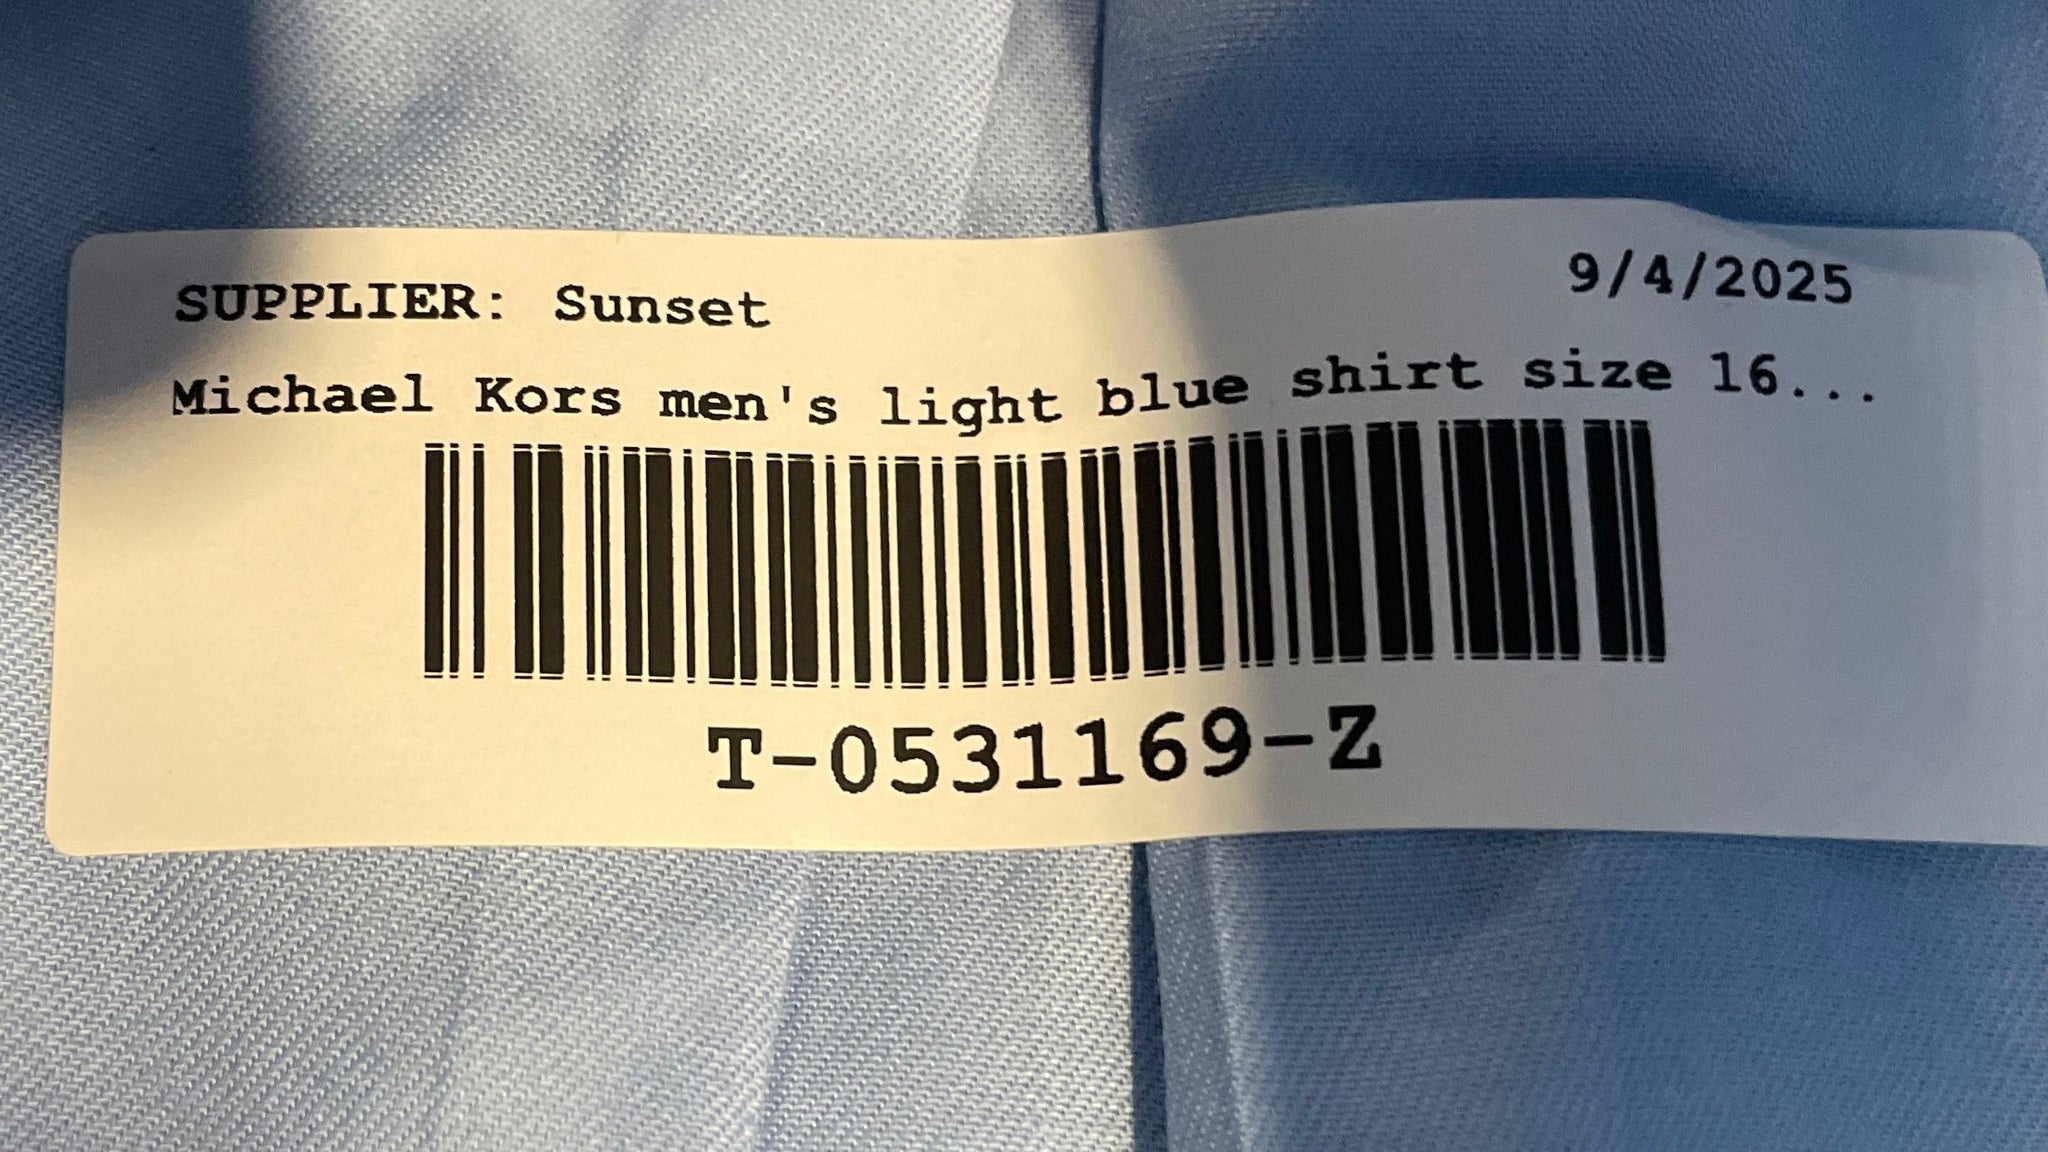 SUPPLIER: Sunset 9/4/2025
Michael Kors men's light blue shirt size 16...
T-0531169-Z